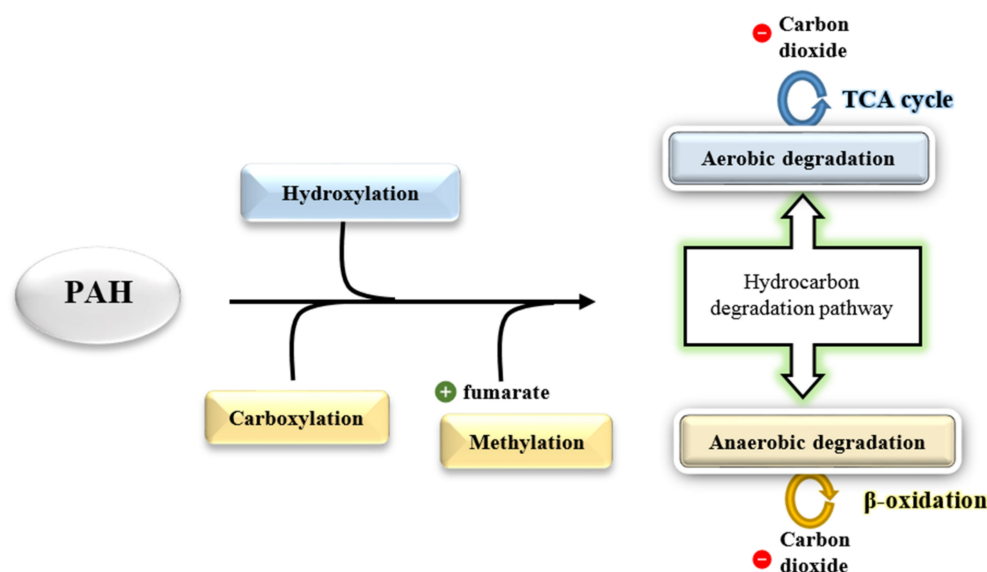 Carbon
dioxide
TCA cycle
Aerobic degradation
Hydroxylation
PAH
Hydrocarbon
degradation pathway
fumarate
Carboxylation
Methylation
Anaerobic degradation
β-oxidation
Carbon
dioxide